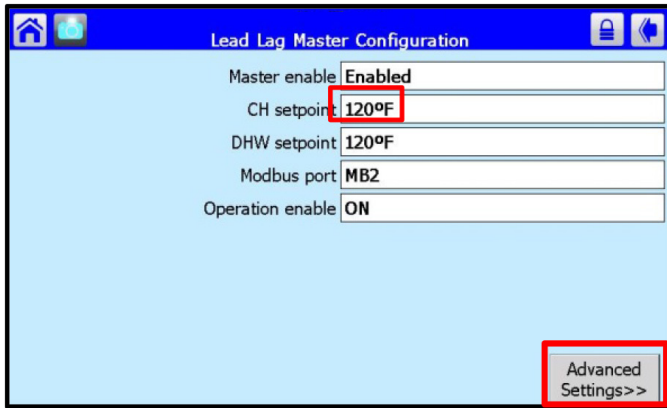 Lead Lag Master Configuration
Master enable Enabled
CH setpoint 120ºF
DHW setpoint 120ºF
Modbus port MB2
Operation enable ON
Advanced
Settings>>